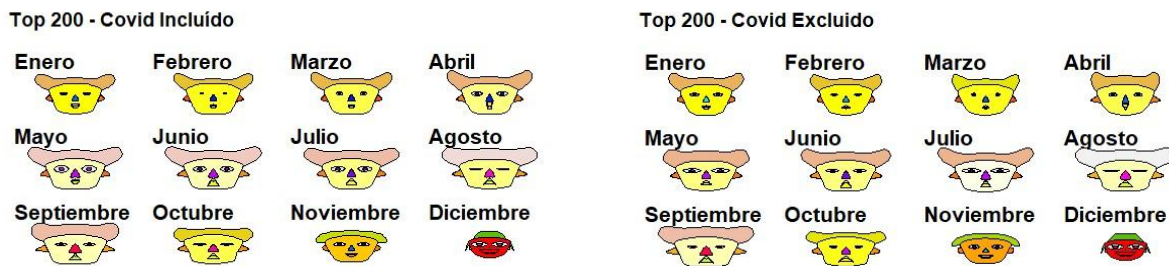 Top 200 - Covid Incluído
Enero Febrero Marzo Abril
Mayo Junio Julio Agosto
Septiembre Octubre Noviembre Diciembre
Top 200 - Covid Excluido
Enero Febrero Marzo Abril
Mayo Junio Julio Agosto
Septiembre Octubre Noviembre Diciembre